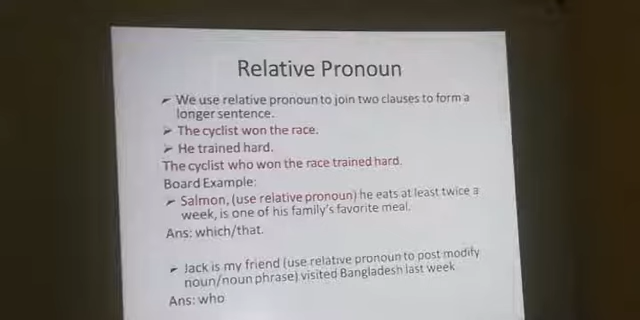 Relative Pronoun
➢ We use relative pronoun to join two clauses to form a
longer sentence.
➢ The cyclist won the race.
➢ He trained hard.
The cyclist who won the race trained hard.
Board Example:
➢ Salmon, (use relative pronoun) he eats at least twice a
week, is one of his family's favorite meal.
Ans: which/that.
➢ Jack is my friend (use relative pronoun to post modify
noun/noun phrase) visited Bangladesh last week
Ans: who